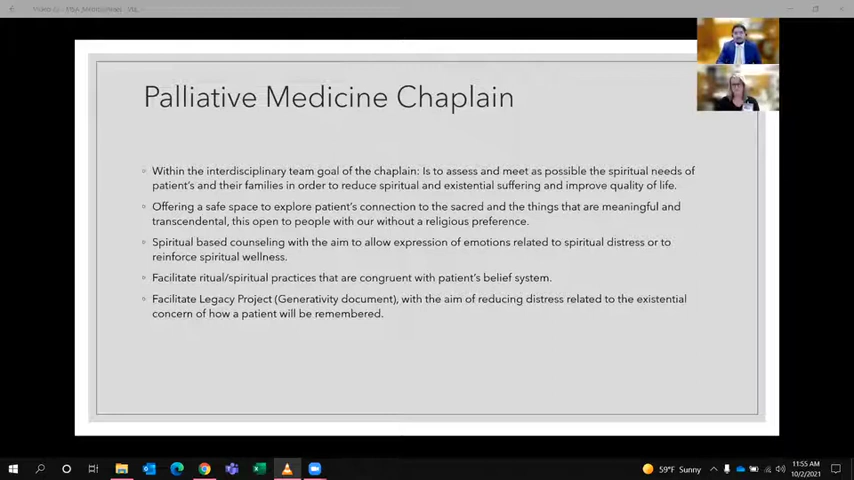 Palliative Medicine Chaplain
◦ Within the interdisciplinary team goal of the chaplain: Is to assess and meet as possible the spiritual needs of
patient's and their families in order to reduce spiritual and existential suffering and improve quality of life.
◦ Offering a safe space to explore patient's connection to the sacred and the things that are meaningful and
transcendental, this open to people with our without a religious preference.
◦ Spiritual based counseling with the aim to allow expression of emotions related to spiritual distress or to
reinforce spiritual wellness.
◦ Facilitate ritual/spiritual practices that are congruent with patient's belief system.
◦ Facilitate Legacy Project (Generativity document), with the aim of reducing distress related to the existential
concern of how a patient will be remembered.
59°F Sunny
11:55 AM
10/2/2021